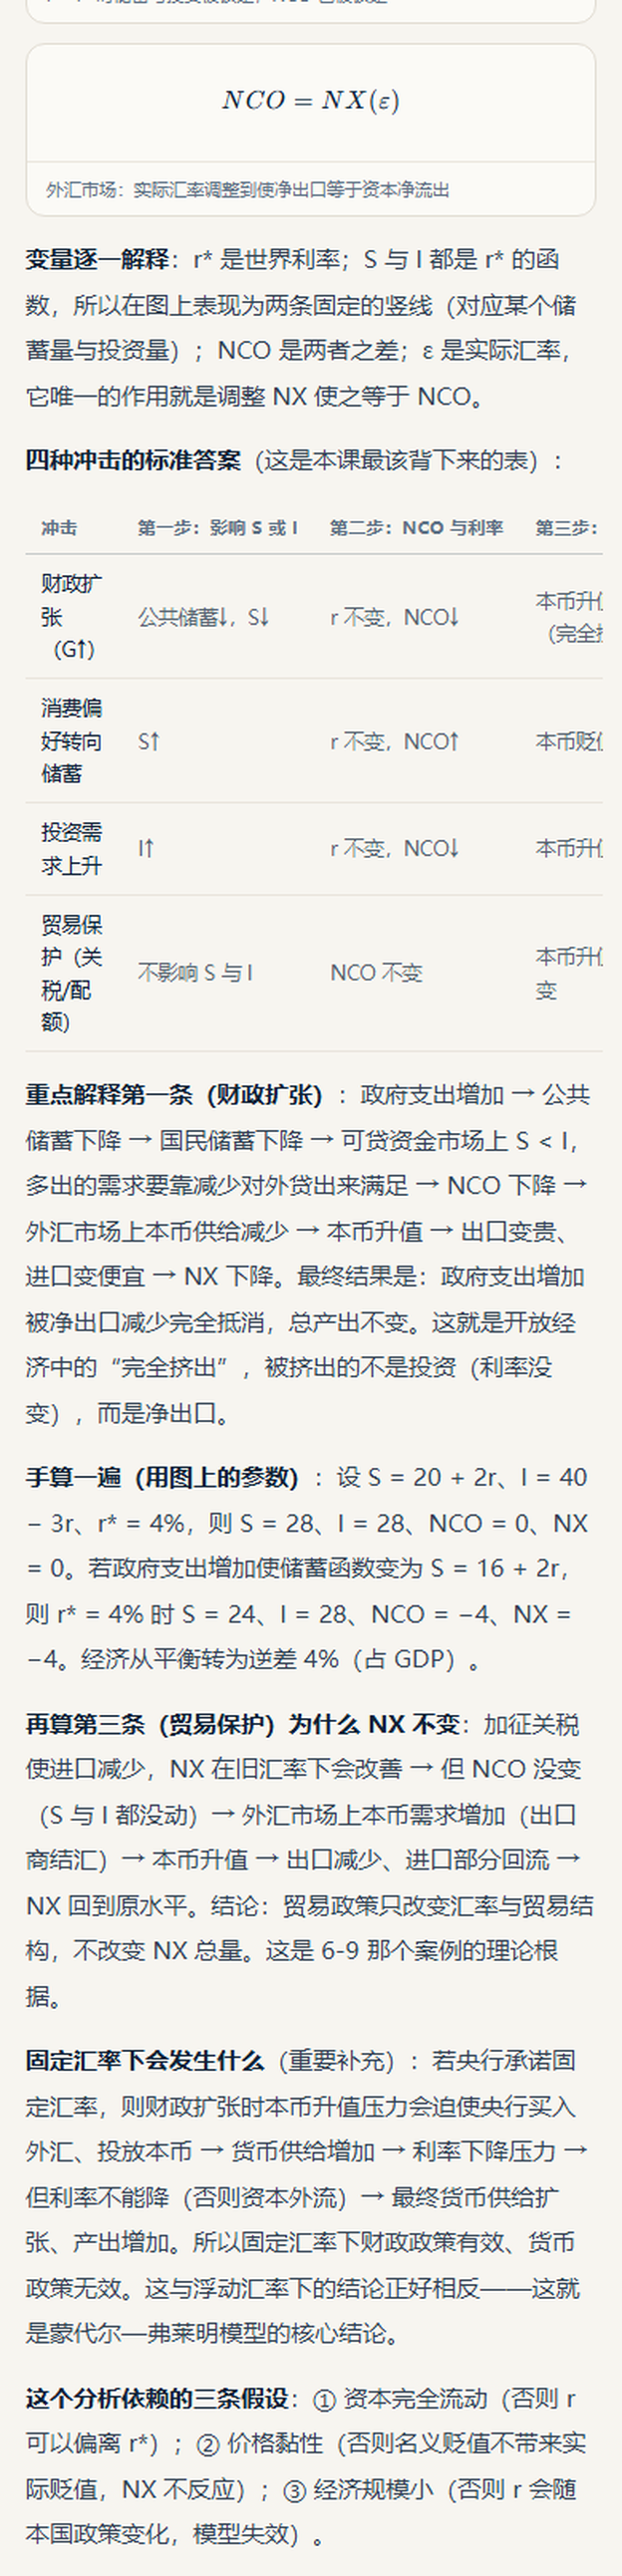 NCO = NX(ε)
外汇市场：实际汇率调整到使净出口等于资本净流出
变量逐一解释：r* 是世界利率；S 与 I 都是 r* 的函
数，所以在图上表现为两条固定的竖线（对应某个储
蓄量与投资量）；NCO 是两者之差；ε 是实际汇率，
它唯一的作用就是调整 NX 使之等于 NCO。
四种冲击的标准答案（这是本课最该背下来的表）：
冲击 第一步：影响 S 或 I 第二步：NCO 与利率 第三步：
财政扩
张
（G↑）
公共储蓄↓，S↓
r 不变，NCO↓
本币升
（完全
消费偏
好转向
储蓄
S↑
r 不变，NCO↑
本币贬
投资需
求上升
I↑
r 不变，NCO↓
本币升
贸易保
护（关
税/配
额）
不影响 S 与 I
NCO 不变
本币升
变
重点解释第一条（财政扩张）：政府支出增加 → 公共
储蓄下降 → 国民储蓄下降 → 可贷资金市场上 S < I，
多出的需求要靠减少对外贷出来满足 → NCO 下降 →
外汇市场上本币供给减少 → 本币升值 → 出口变贵、
进口变便宜 → NX 下降。最终结果是：政府支出增加
被净出口减少完全抵消，总产出不变。这就是开放经
济中的“完全挤出”，被挤出的不是投资（利率没
变），而是净出口。
手算一遍（用图上的参数）：设 S = 20 + 2r、I = 40
− 3r、r* = 4%，则 S = 28、I = 28、NCO = 0、NX
= 0。若政府支出增加使储蓄函数变为 S = 16 + 2r，
则 r* = 4% 时 S = 24、I = 28、NCO = −4、NX =
−4。经济从平衡转为逆差 4%（占 GDP）。
再算第三条（贸易保护）为什么 NX 不变：加征关税
使进口减少，NX 在旧汇率下会改善 → 但 NCO 没变
（S 与 I 都没动）→ 外汇市场上本币需求增加（出口
商结汇）→ 本币升值 → 出口减少、进口部分回流 →
NX 回到原水平。结论：贸易政策只改变汇率与贸易结
构，不改变 NX 总量。这是 6-9 那个案例的理论根
据。
固定汇率下会发生什么（重要补充）：若央行承诺固
定汇率，则财政扩张时本币升值压力会迫使央行买入
外汇、投放本币 → 货币供给增加 → 利率下降压力 →
但利率不能降（否则资本外流）→ 最终货币供给扩
张、产出增加。所以固定汇率下财政政策有效、货币
政策无效。这与浮动汇率下的结论正好相反——这就
是蒙代尔—弗莱明模型的核心结论。
这个分析依赖的三条假设：① 资本完全流动（否则 r
可以偏离 r*）；② 价格黏性（否则名义贬值不带来实
际贬值，NX 不反应）；③ 经济规模小（否则 r 会随
本国政策变化，模型失效）。